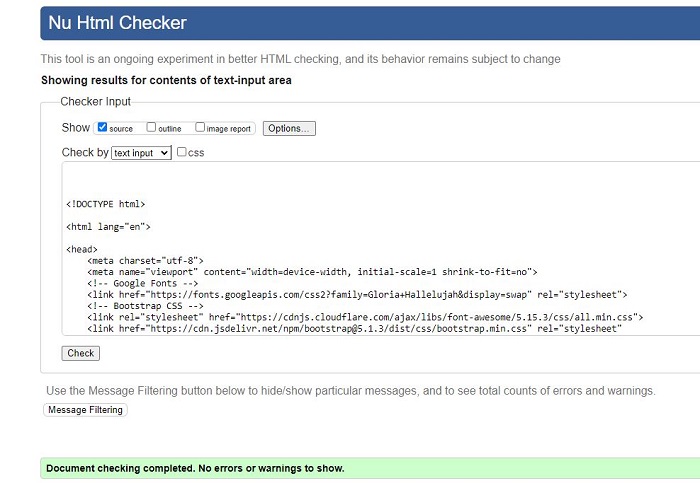 Nu Html Checker
This tool is an ongoing experiment in better HTML checking, and its behavior remains subject to change
Showing results for contents of text-input area
Checker Input
Show source outline image report Options...
Check by text input css
<!DOCTYPE html>
<html lang="en">
<head>
<meta charset="utf-8">
<meta name="viewport" content="width=device-width, initial-scale=1 shrink-to-fit=no">
<!-- Google Fonts -->
<link href="https://fonts.googleapis.com/css2?family=Gloria+Hallelujah&display=swap" rel="stylesheet">
<!-- Bootstrap CSS -->
<link rel="stylesheet" href="https://cdnjs.cloudflare.com/ajax/libs/font-awesome/5.15.3/css/all.min.css">
<link href="https://cdn.jsdelivr.net/npm/bootstrap@5.1.3/dist/css/bootstrap.min.css" rel="stylesheet"
Check
Use the Message Filtering button below to hide/show particular messages, and to see total counts of errors and warnings.
Message Filtering
Document checking completed. No errors or warnings to show.